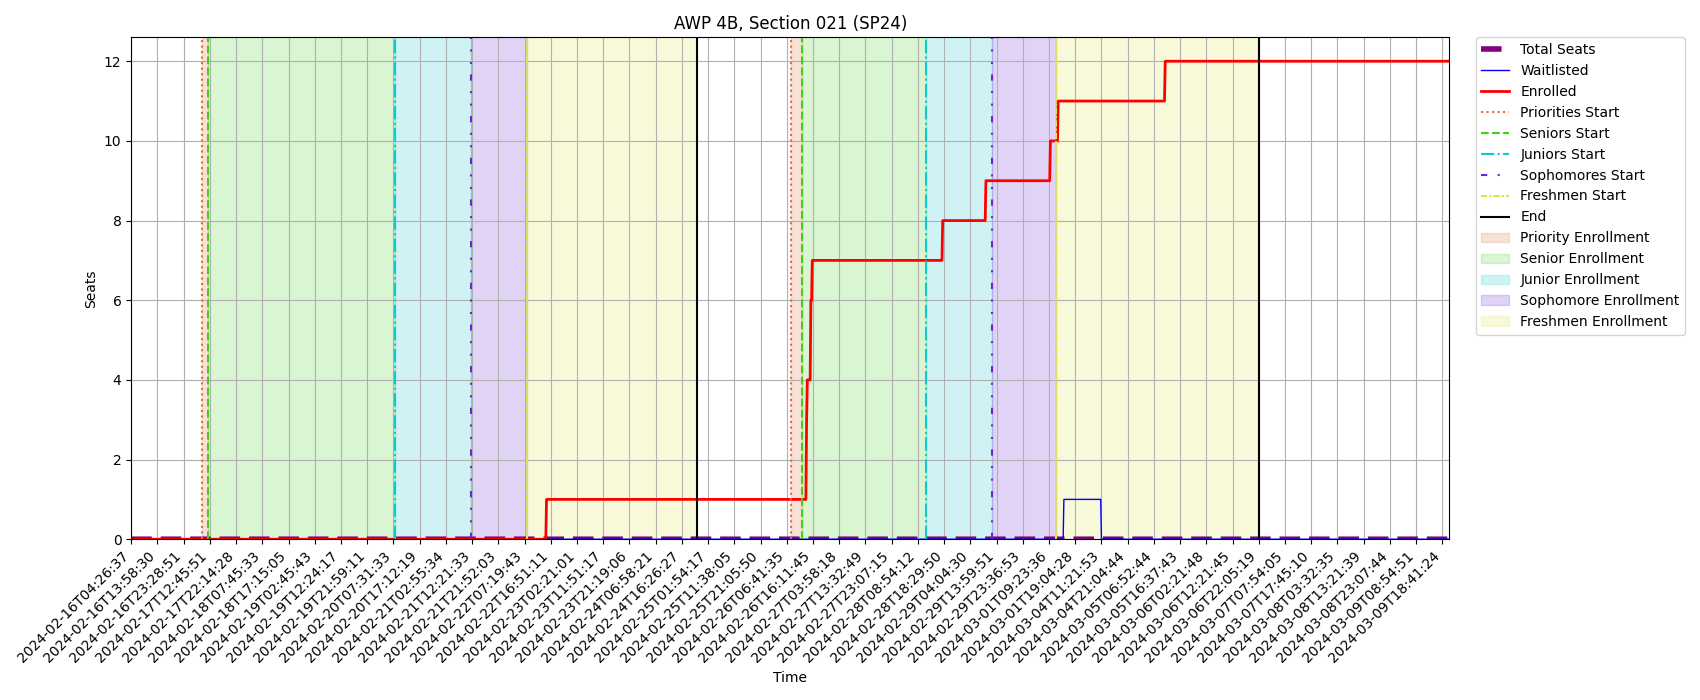 AWP 4B, Section 021 (SP24)
12
10
8
6
4
2
0
Seats
2024-02-16T04:26:37
2024-02-16T13:58:30
2024-02-16T23:28:51
2024-02-17T12:45:51
2024-02-17T22:14:28
2024-02-18T07:45:33
2024-02-18T17:15:05
2024-02-19T02:45:43
2024-02-19T12:24:17
2024-02-19T21:59:11
2024-02-20T07:31:33
2024-02-20T17:12:19
2024-02-21T02:55:34
2024-02-21T12:21:33
2024-02-21T21:52:03
2024-02-22T07:19:43
2024-02-22T16:51:11
2024-02-23T02:21:01
2024-02-23T11:51:17
2024-02-23T21:19:06
2024-02-24T06:58:21
2024-02-24T16:26:27
2024-02-25T01:54:17
2024-02-25T11:38:05
2024-02-25T21:05:50
2024-02-26T06:41:35
2024-02-26T16:11:45
2024-02-27T03:58:18
2024-02-27T13:32:49
2024-02-27T23:07:15
2024-02-28T08:54:12
2024-02-28T18:29:50
2024-02-29T04:04:30
2024-02-29T13:59:51
2024-02-29T23:36:53
2024-03-01T09:23:36
2024-03-01T19:04:28
2024-03-04T11:21:53
2024-03-04T21:04:44
2024-03-05T06:52:44
2024-03-05T16:37:43
2024-03-06T02:21:48
2024-03-06T12:21:45
2024-03-06T22:05:19
2024-03-07T07:54:05
2024-03-07T17:45:10
2024-03-08T03:32:35
2024-03-08T13:21:39
2024-03-08T23:07:44
2024-03-09T08:54:51
2024-03-09T18:41:24
Time
Total Seats
Waitlisted
Enrolled
Priorities Start
Seniors Start
Juniors Start
Sophomores Start
Freshmen Start
End
Priority Enrollment
Senior Enrollment
Junior Enrollment
Sophomore Enrollment
Freshmen Enrollment